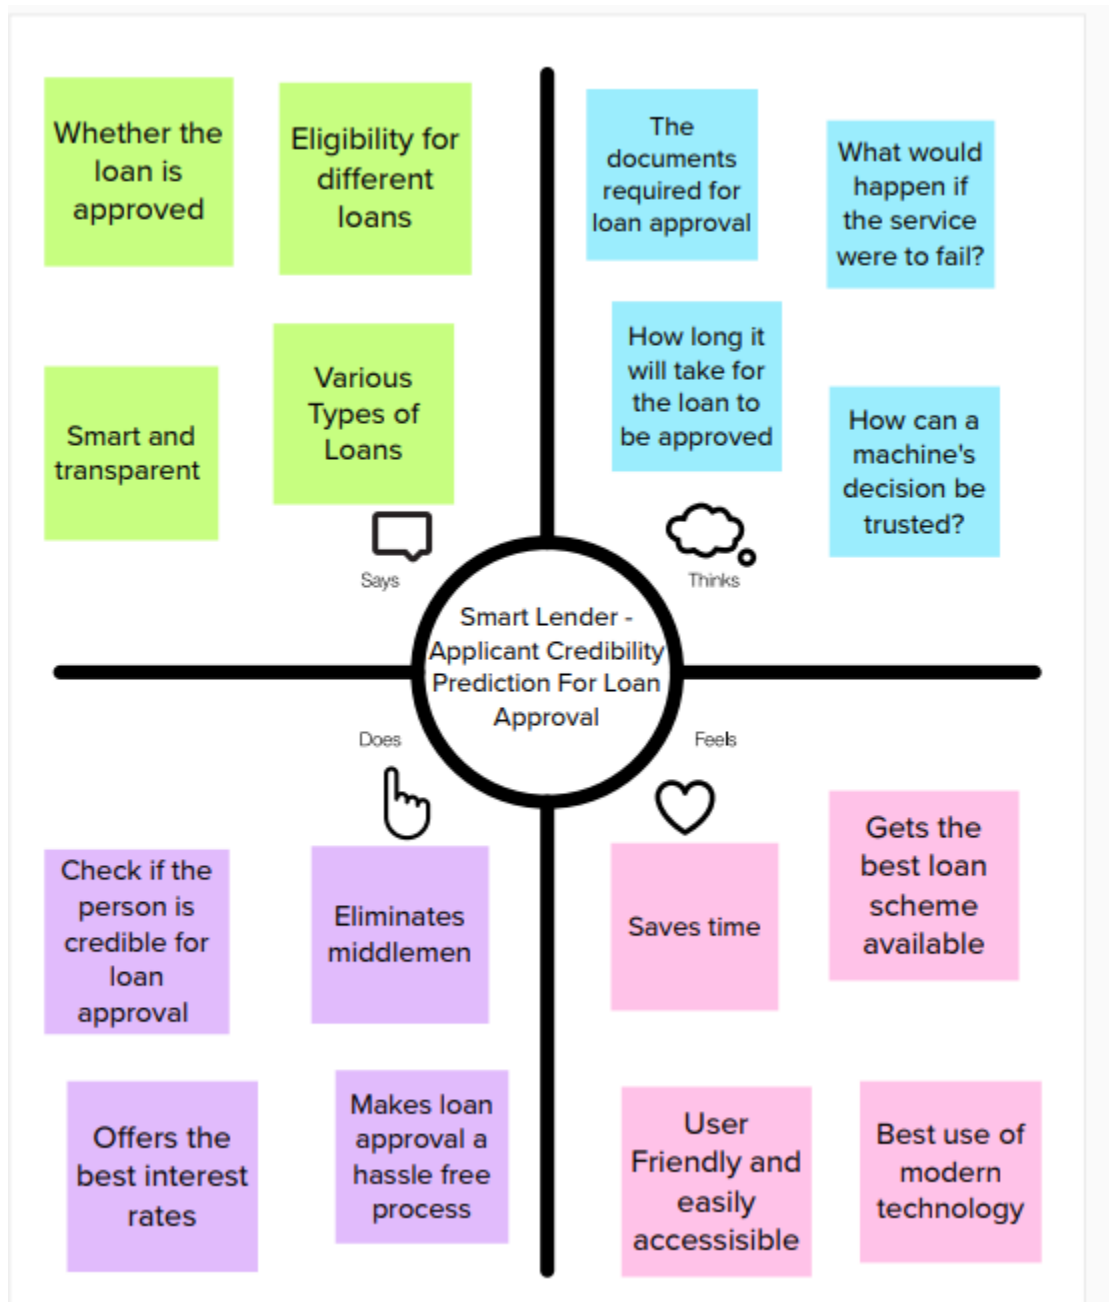 Whether the
loan is
approved
Eligibility for
different
loans
Smart and
transparent
Various
Types of
Loans
Says
The
documents
required for
loan approval
What would
happen if
the service
were to fail?
How long it
will take for
the loan to
be approved
How can a
machine's
decision be
trusted?
Thinks
Smart Lender -
Applicant Credibility
Prediction For Loan
Approval
Does
Check if the
person is
credible for
loan
approval
Eliminates
middlemen
Offers the
best interest
rates
Makes loan
approval a
hassle free
process
Feels
Saves time
Gets the
best loan
scheme
available
User
Friendly and
easily
accessisible
Best use of
modern
technology